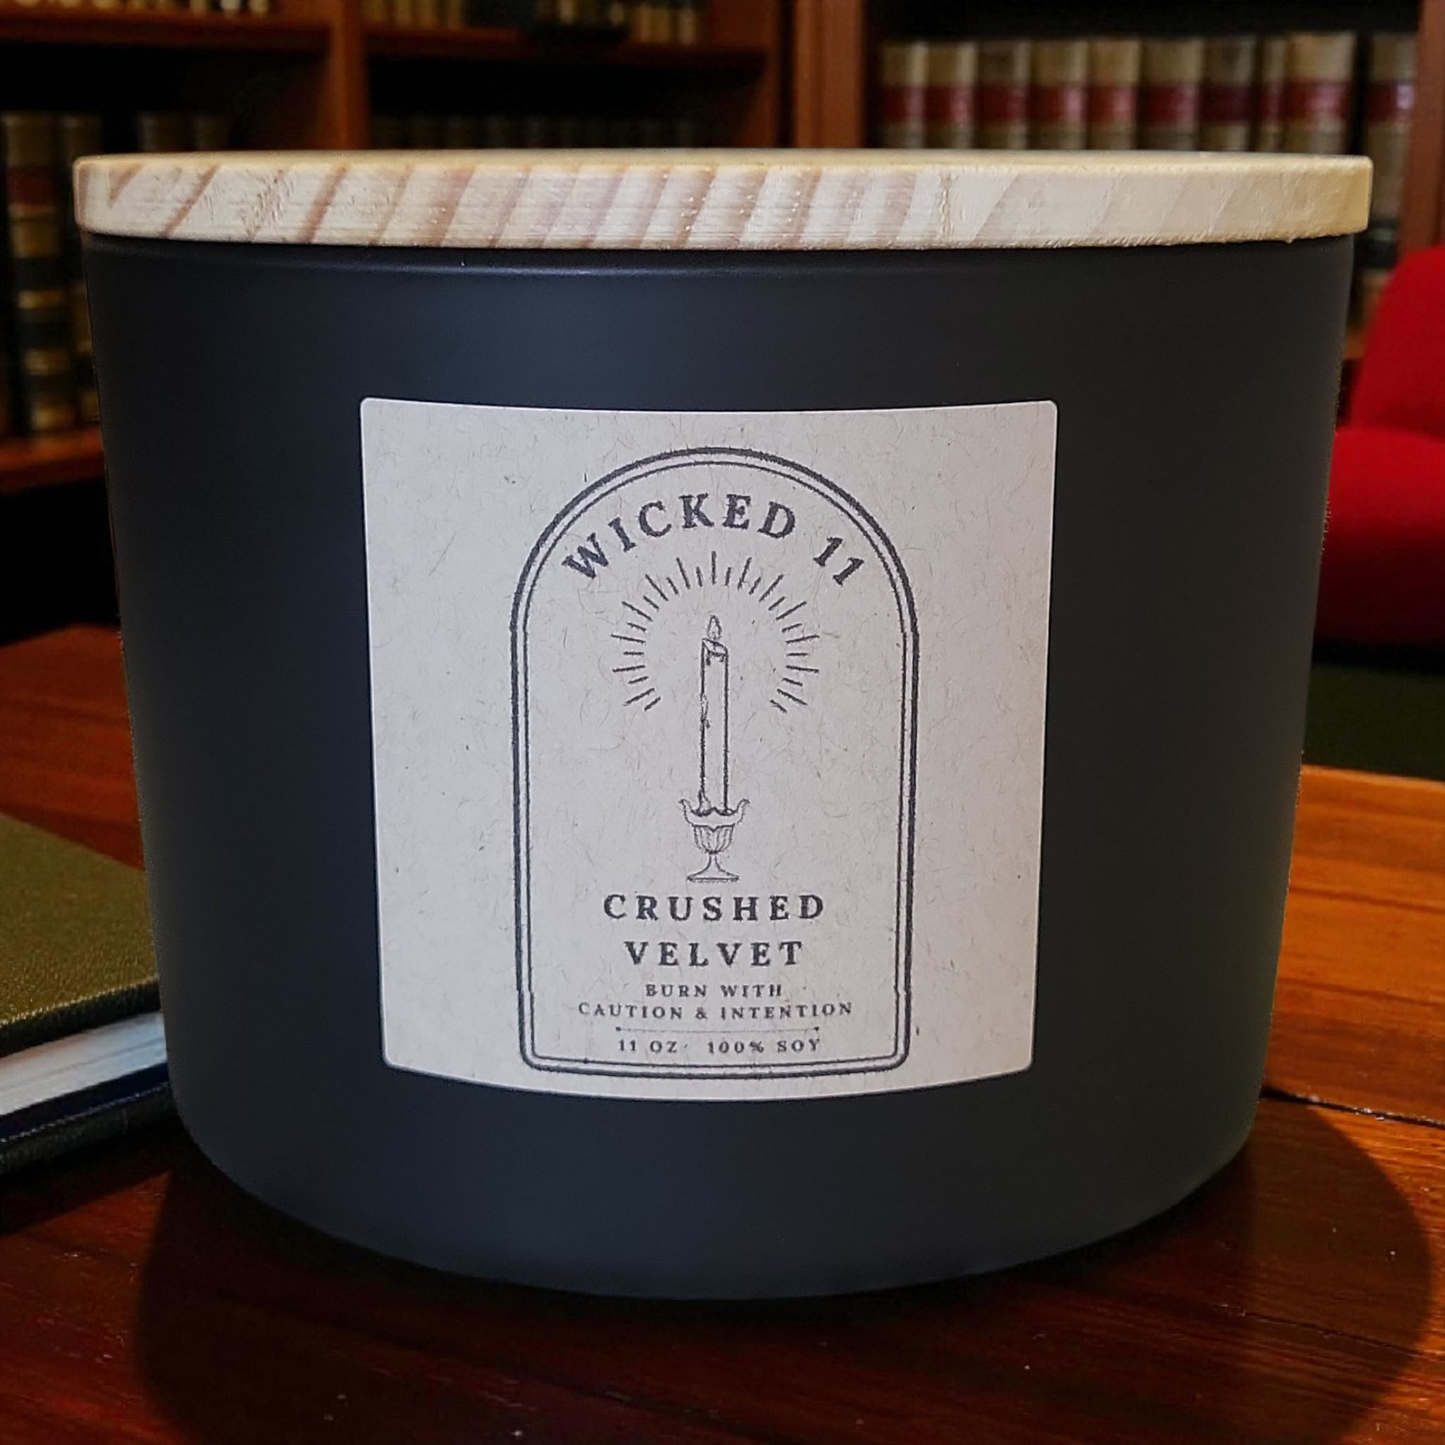 WICKED 11
CRUSHED
VELVET
BURN WITH
CAUTION & INTENTION
11 OZ · 100% SOY